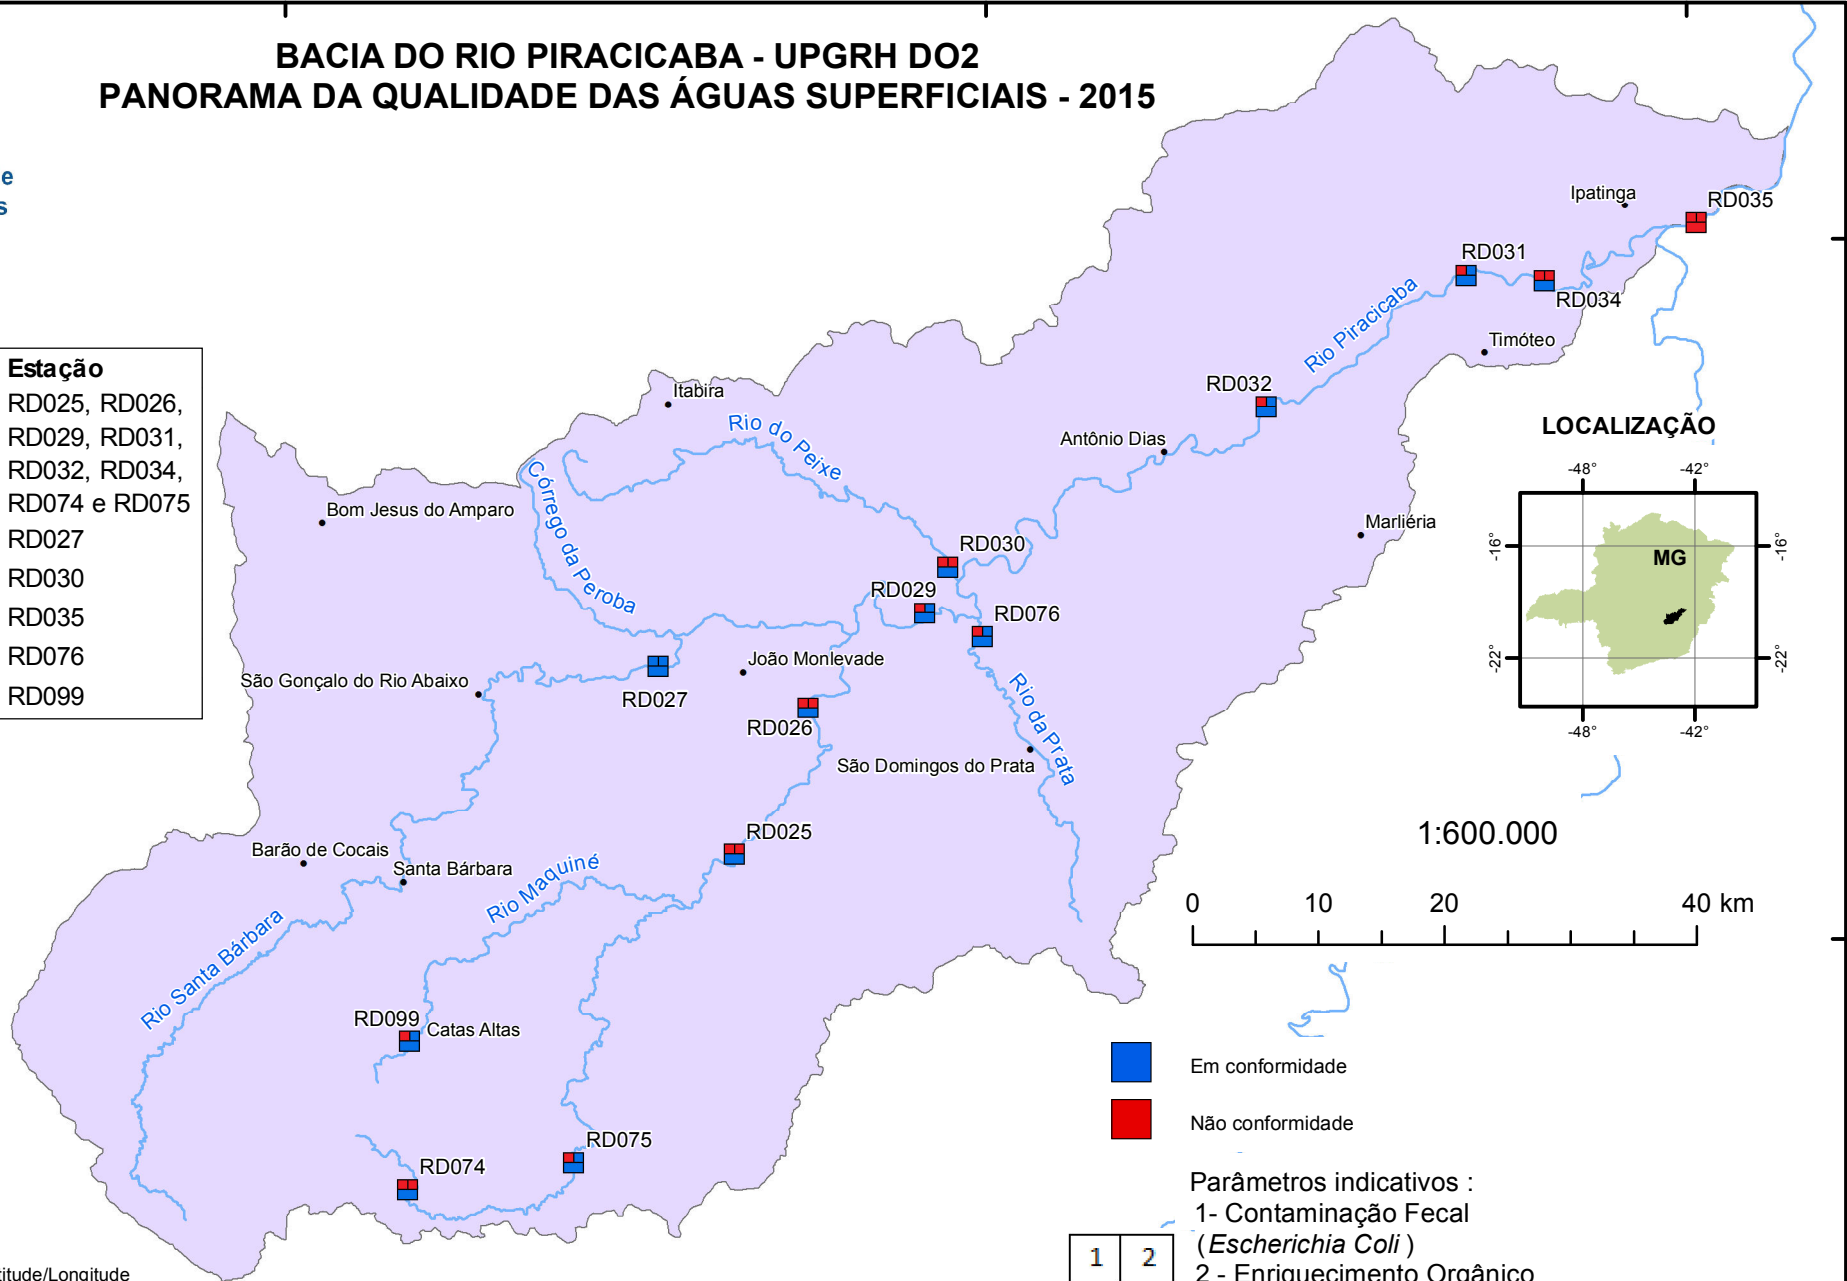 BACIA DO RIO PIRACICABA - UPGRH DO2
PANORAMA DA QUALIDADE DAS ÁGUAS SUPERFICIAIS - 2015
Estação
RD025, RD026,
RD029, RD031,
RD032, RD034,
RD074 e RD075
RD027
RD030
RD035
RD076
RD099
Ipatinga
RD035
RD031
RD034
Rio Piracicaba
Timóteo
RD032
Itabira
Rio do Peixe
Antônio Dias
Córrego da Peroba
Bom Jesus do Amparo
Marliéria
RD030
RD029
RD076
João Monlevade
São Gonçalo do Rio Abaixo
RD027
RD026
Rio da Prata
São Domingos do Prata
RD025
Barão de Cocais
Santa Bárbara
Rio Maquiné
Rio Santa Bárbara
RD099
Catas Altas
RD075
RD074
LOCALIZAÇÃO
-48°
-42°
-16°
-16°
MG
-22°
-22°
-48°
-42°
1:600.000
0 10 20 40 km
Em conformidade
Não conformidade
Parâmetros indicativos :
1- Contaminação Fecal
(Escherichia Coli )
1 2
2 - Enriquecimento Orgânico
titude/Longitude